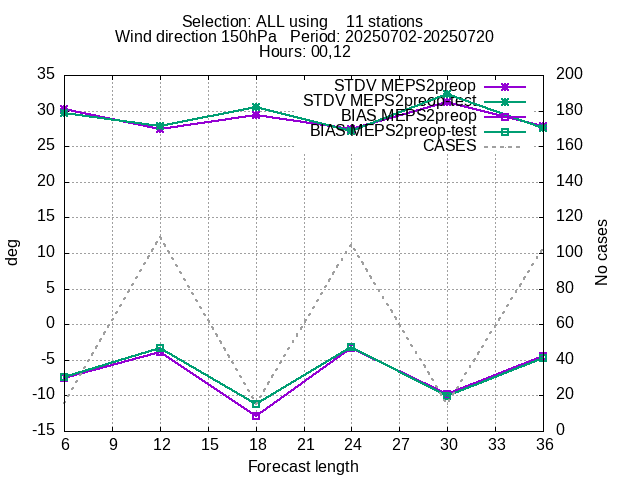 Selection: ALL using 11 stations
Wind direction 150hPa Period: 20250702-20250720
Hours: 00,12
STDV MEPS2preop
STDV MEPS2preop-test
BIAS MEPS2preop
BIAS MEPS2preop-test
CASES
35
30
25
20
15
10
5
0
-5
-10
-15
deg
200
180
160
140
120
100
80
60
40
20
0
No cases
6 9 12 15 18 21 24 27 30 33 36
Forecast length